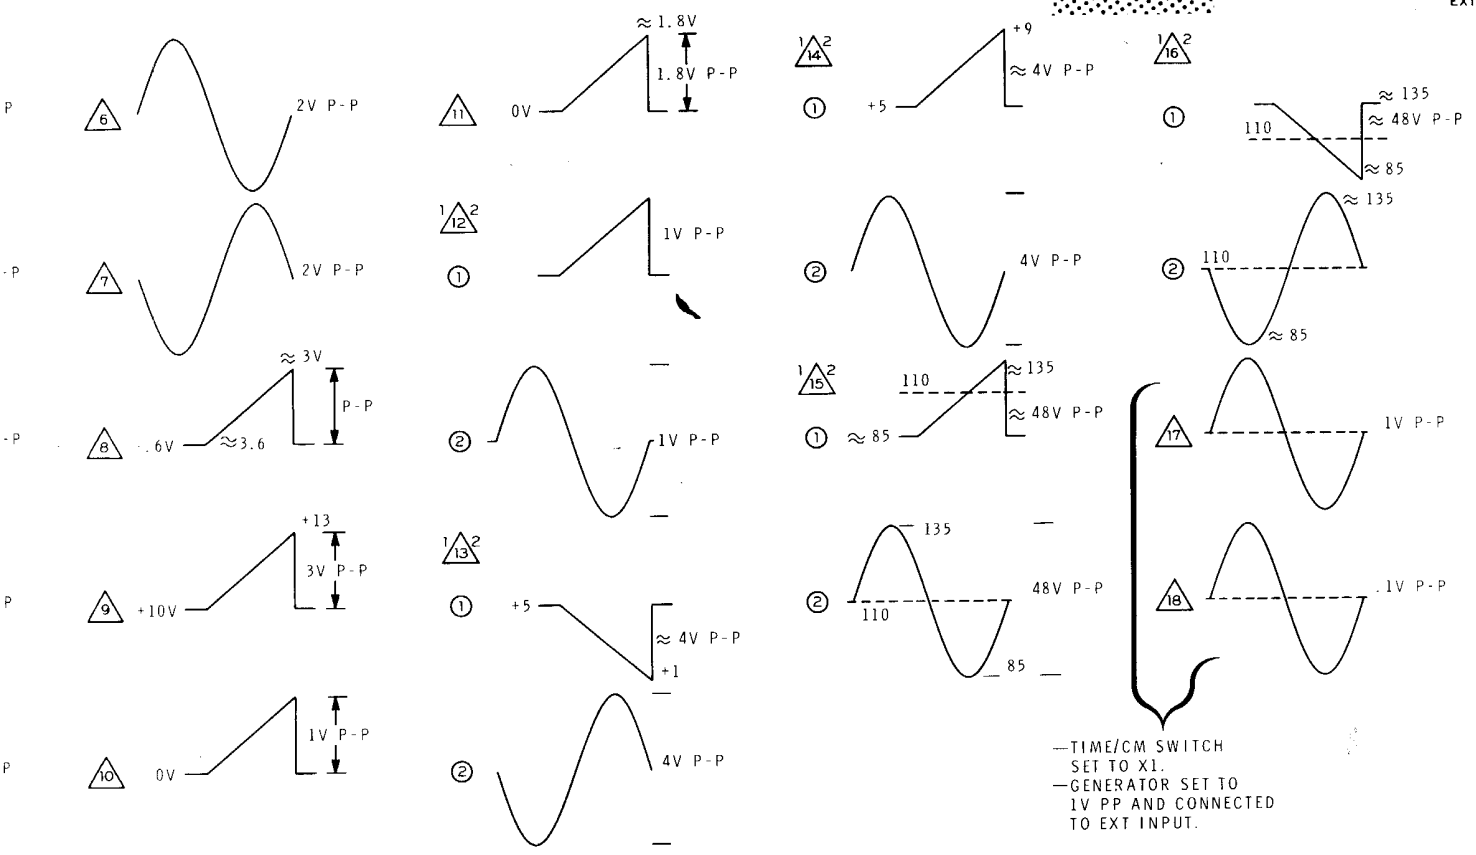 EXT
P
6
2V P-P
-P
7
2V P-P
-P
8
.6V
≈3.6
≈ 3V
P-P
P
9
+10V
+13
3V P-P
P
10
0V
1V P-P
11
0V
≈ 1.8V
1.8V P-P
1 12 2
1
1V P-P
2
1V P-P
1 13 2
1
+5
≈ 4V P-P
+1
2
4V P-P
1 14 2
1
+5
+9
≈ 4V P-P
2
4V P-P
1 15 2
110
≈ 135
1
≈ 85
≈ 48V P-P
2
135
110
48V P-P
85
1 16 2
1
110
≈ 135
≈ 48V P-P
≈ 85
2
110
≈ 135
≈ 85
17
1V P-P
18
.1V P-P
—TIME/CM SWITCH
SET TO X1.
—GENERATOR SET TO
1V PP AND CONNECTED
TO EXT INPUT.